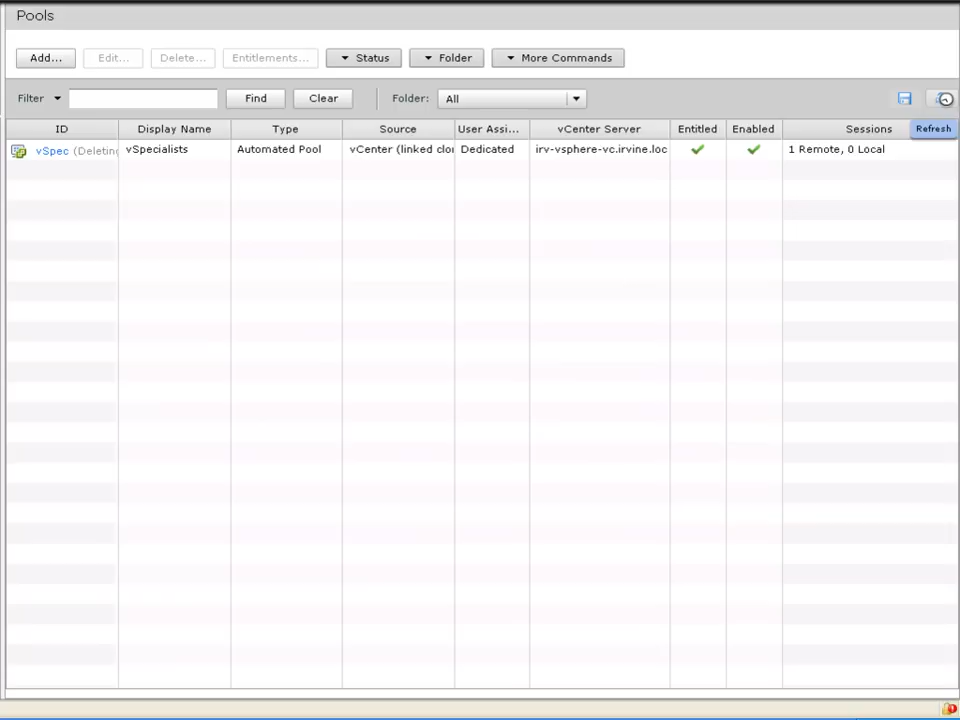 Pools
Add... Edit... Delete... Entitlements... Status Folder More Commands
Filter Find Clear Folder: All
ID Display Name Type Source User Assi... vCenter Server Entitled Enabled Sessions Refresh
vSpec (Deleting vSpecialists Automated Pool vCenter (linked clo Dedicated irv-vsphere-vc.irvine.loc 1 Remote, 0 Local